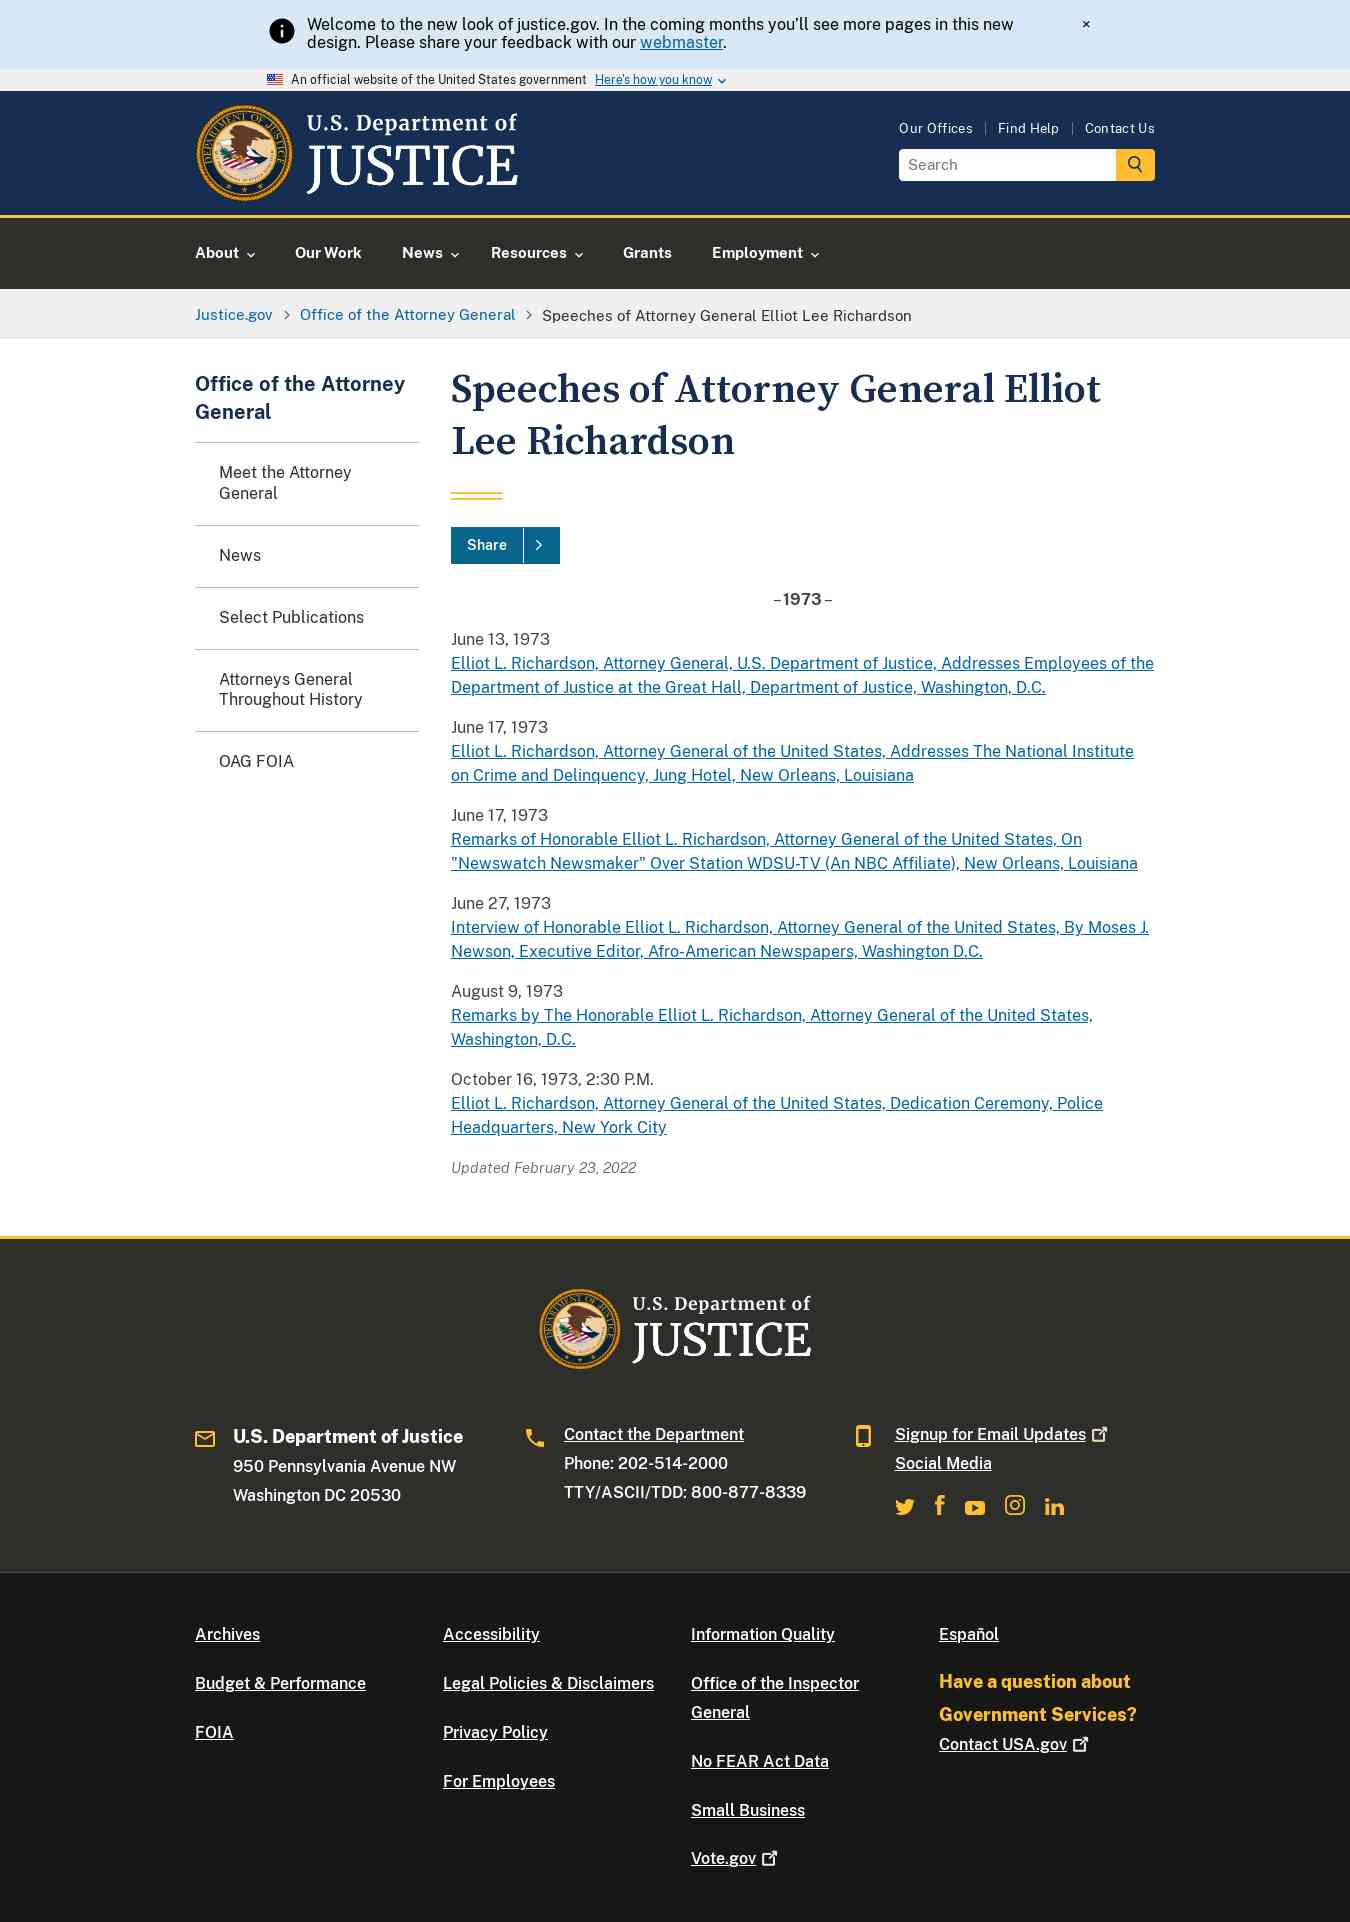 Welcome to the new look of justice.gov. In the coming months you'll see more pages in this new
design. Please share your feedback with our webmaster.
×
An official website of the United States government Here's how you know
U.S. Department of
JUSTICE
Our Offices
Find Help
Contact Us
Search
About
Our Work
News
Resources
Grants
Employment
Justice.gov
Office of the Attorney General
Speeches of Attorney General Elliot Lee Richardson
Office of the Attorney
General
Meet the Attorney
General
News
Select Publications
Attorneys General
Throughout History
OAG FOIA
Speeches of Attorney General Elliot
Lee Richardson
Share
– 1973 –
June 13, 1973
Elliot L. Richardson, Attorney General, U.S. Department of Justice, Addresses Employees of the
Department of Justice at the Great Hall, Department of Justice, Washington, D.C.
June 17, 1973
Elliot L. Richardson, Attorney General of the United States, Addresses The National Institute
on Crime and Delinquency, Jung Hotel, New Orleans, Louisiana
June 17, 1973
Remarks of Honorable Elliot L. Richardson, Attorney General of the United States, On
"Newswatch Newsmaker" Over Station WDSU-TV (An NBC Affiliate), New Orleans, Louisiana
June 27, 1973
Interview of Honorable Elliot L. Richardson, Attorney General of the United States, By Moses J.
Newson, Executive Editor, Afro-American Newspapers, Washington D.C.
August 9, 1973
Remarks by The Honorable Elliot L. Richardson, Attorney General of the United States,
Washington, D.C.
October 16, 1973, 2:30 P.M.
Elliot L. Richardson, Attorney General of the United States, Dedication Ceremony, Police
Headquarters, New York City
Updated February 23, 2022
U.S. Department of
JUSTICE
U.S. Department of Justice
950 Pennsylvania Avenue NW
Washington DC 20530
Contact the Department
Phone: 202-514-2000
TTY/ASCII/TDD: 800-877-8339
Signup for Email Updates
Social Media
Archives
Budget & Performance
FOIA
Accessibility
Legal Policies & Disclaimers
Privacy Policy
For Employees
Information Quality
Office of the Inspector
General
No FEAR Act Data
Small Business
Vote.gov
Español
Have a question about
Government Services?
Contact USA.gov